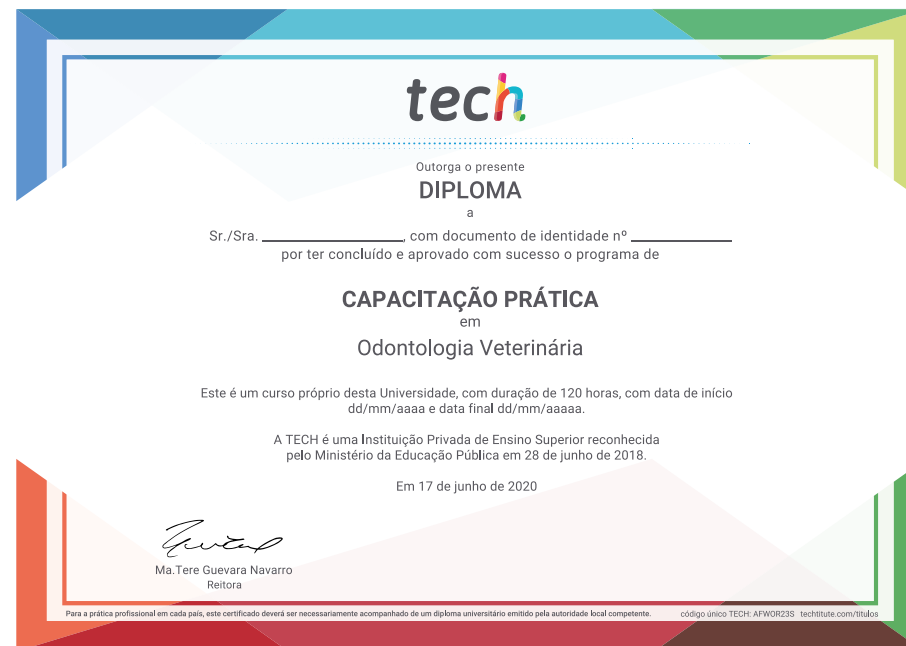 tech
Outorga o presente
DIPLOMA
a
Sr./Sra. ____________________, com documento de identidade nº ______________
por ter concluído e aprovado com sucesso o programa de
CAPACITAÇÃO PRÁTICA
em
Odontologia Veterinária
Este é um curso próprio desta Universidade, com duração de 120 horas, com data de início
dd/mm/aaaa e data final dd/mm/aaaaa.
A TECH é uma Instituição Privada de Ensino Superior reconhecida
pelo Ministério da Educação Pública em 28 de junho de 2018.
Em 17 de junho de 2020
Ma.Tere Guevara Navarro
Reitora
Para a prática profissional em cada país, este certificado deverá ser necessariamente acompanhado de um diploma universitário emitido pela autoridade local competente. código único TECH: AFWOR23S techtitute.com/titulos